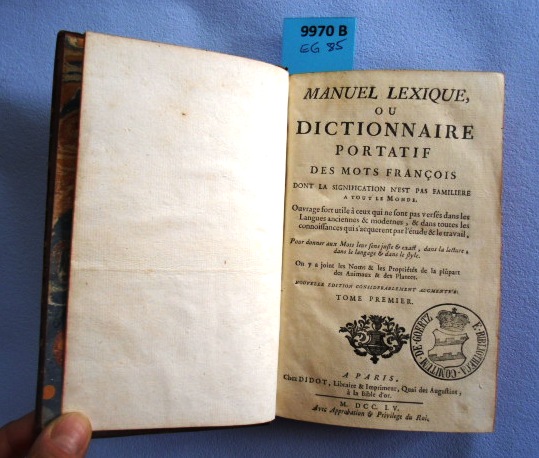 9970 B
EG 85
MANUEL LEXIQUE,
OU
DICTIONNAIRE
PORTATIF
DES MOTS FRANÇOIS
DONT LA SIGNIFICATION N'EST PAS FAMILIERE
A TOUT LE MONDE.
Ouvrage fort utile à ceux qui ne sont pas versés dans les
Langues anciennes & modernes, & dans toutes les
connoissances qui s'acquerent par l'étude & le travail,
Pour donner aux Mots leur sens juste & exact, dans la lecture,
dans le langage & dans le style.
On y a joint les Noms & les Propriétés de la plûpart
des Animaux & des Plantes.
NOUVELLE EDITION CONSIDERABLEMENT AUGMENTÉE.
TOME PREMIER.
E BIBLIOTHECA COMITUM DE GOERTZ
A PARIS,
Chez DIDOT, Libraire & Imprimeur, Quai des Augustins,
à la Bible d'or.
M. DCC. LV.
Avec Approbation & Privilege du Roi.